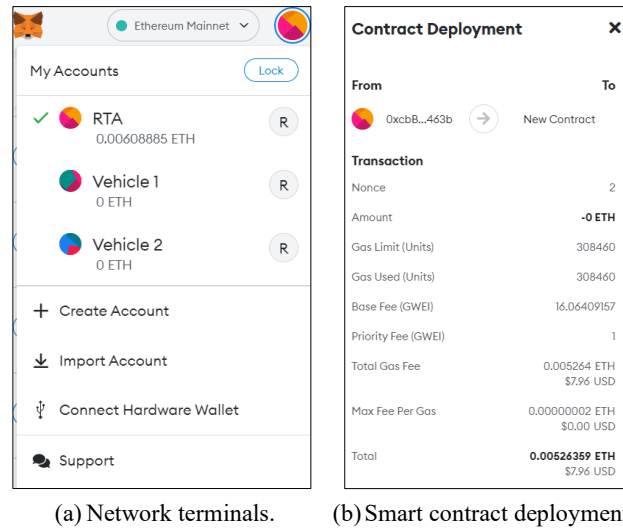 Ethereum Mainnet
My Accounts
Lock
RTA
0.00608885 ETH
R
Vehicle 1
0 ETH
R
Vehicle 2
0 ETH
R
Create Account
Import Account
Connect Hardware Wallet
Support
(a) Network terminals.
Contract Deployment
From To
0xcbB...463b New Contract
Transaction
Nonce 2
Amount -0 ETH
Gas Limit (Units) 308460
Gas Used (Units) 308460
Base Fee (GWEI) 16.06409157
Priority Fee (GWEI) 1
Total Gas Fee 0.005264 ETH
$7.96 USD
Max Fee Per Gas 0.00000002 ETH
$0.00 USD
Total 0.00526359 ETH
$7.96 USD
(b) Smart contract deployment